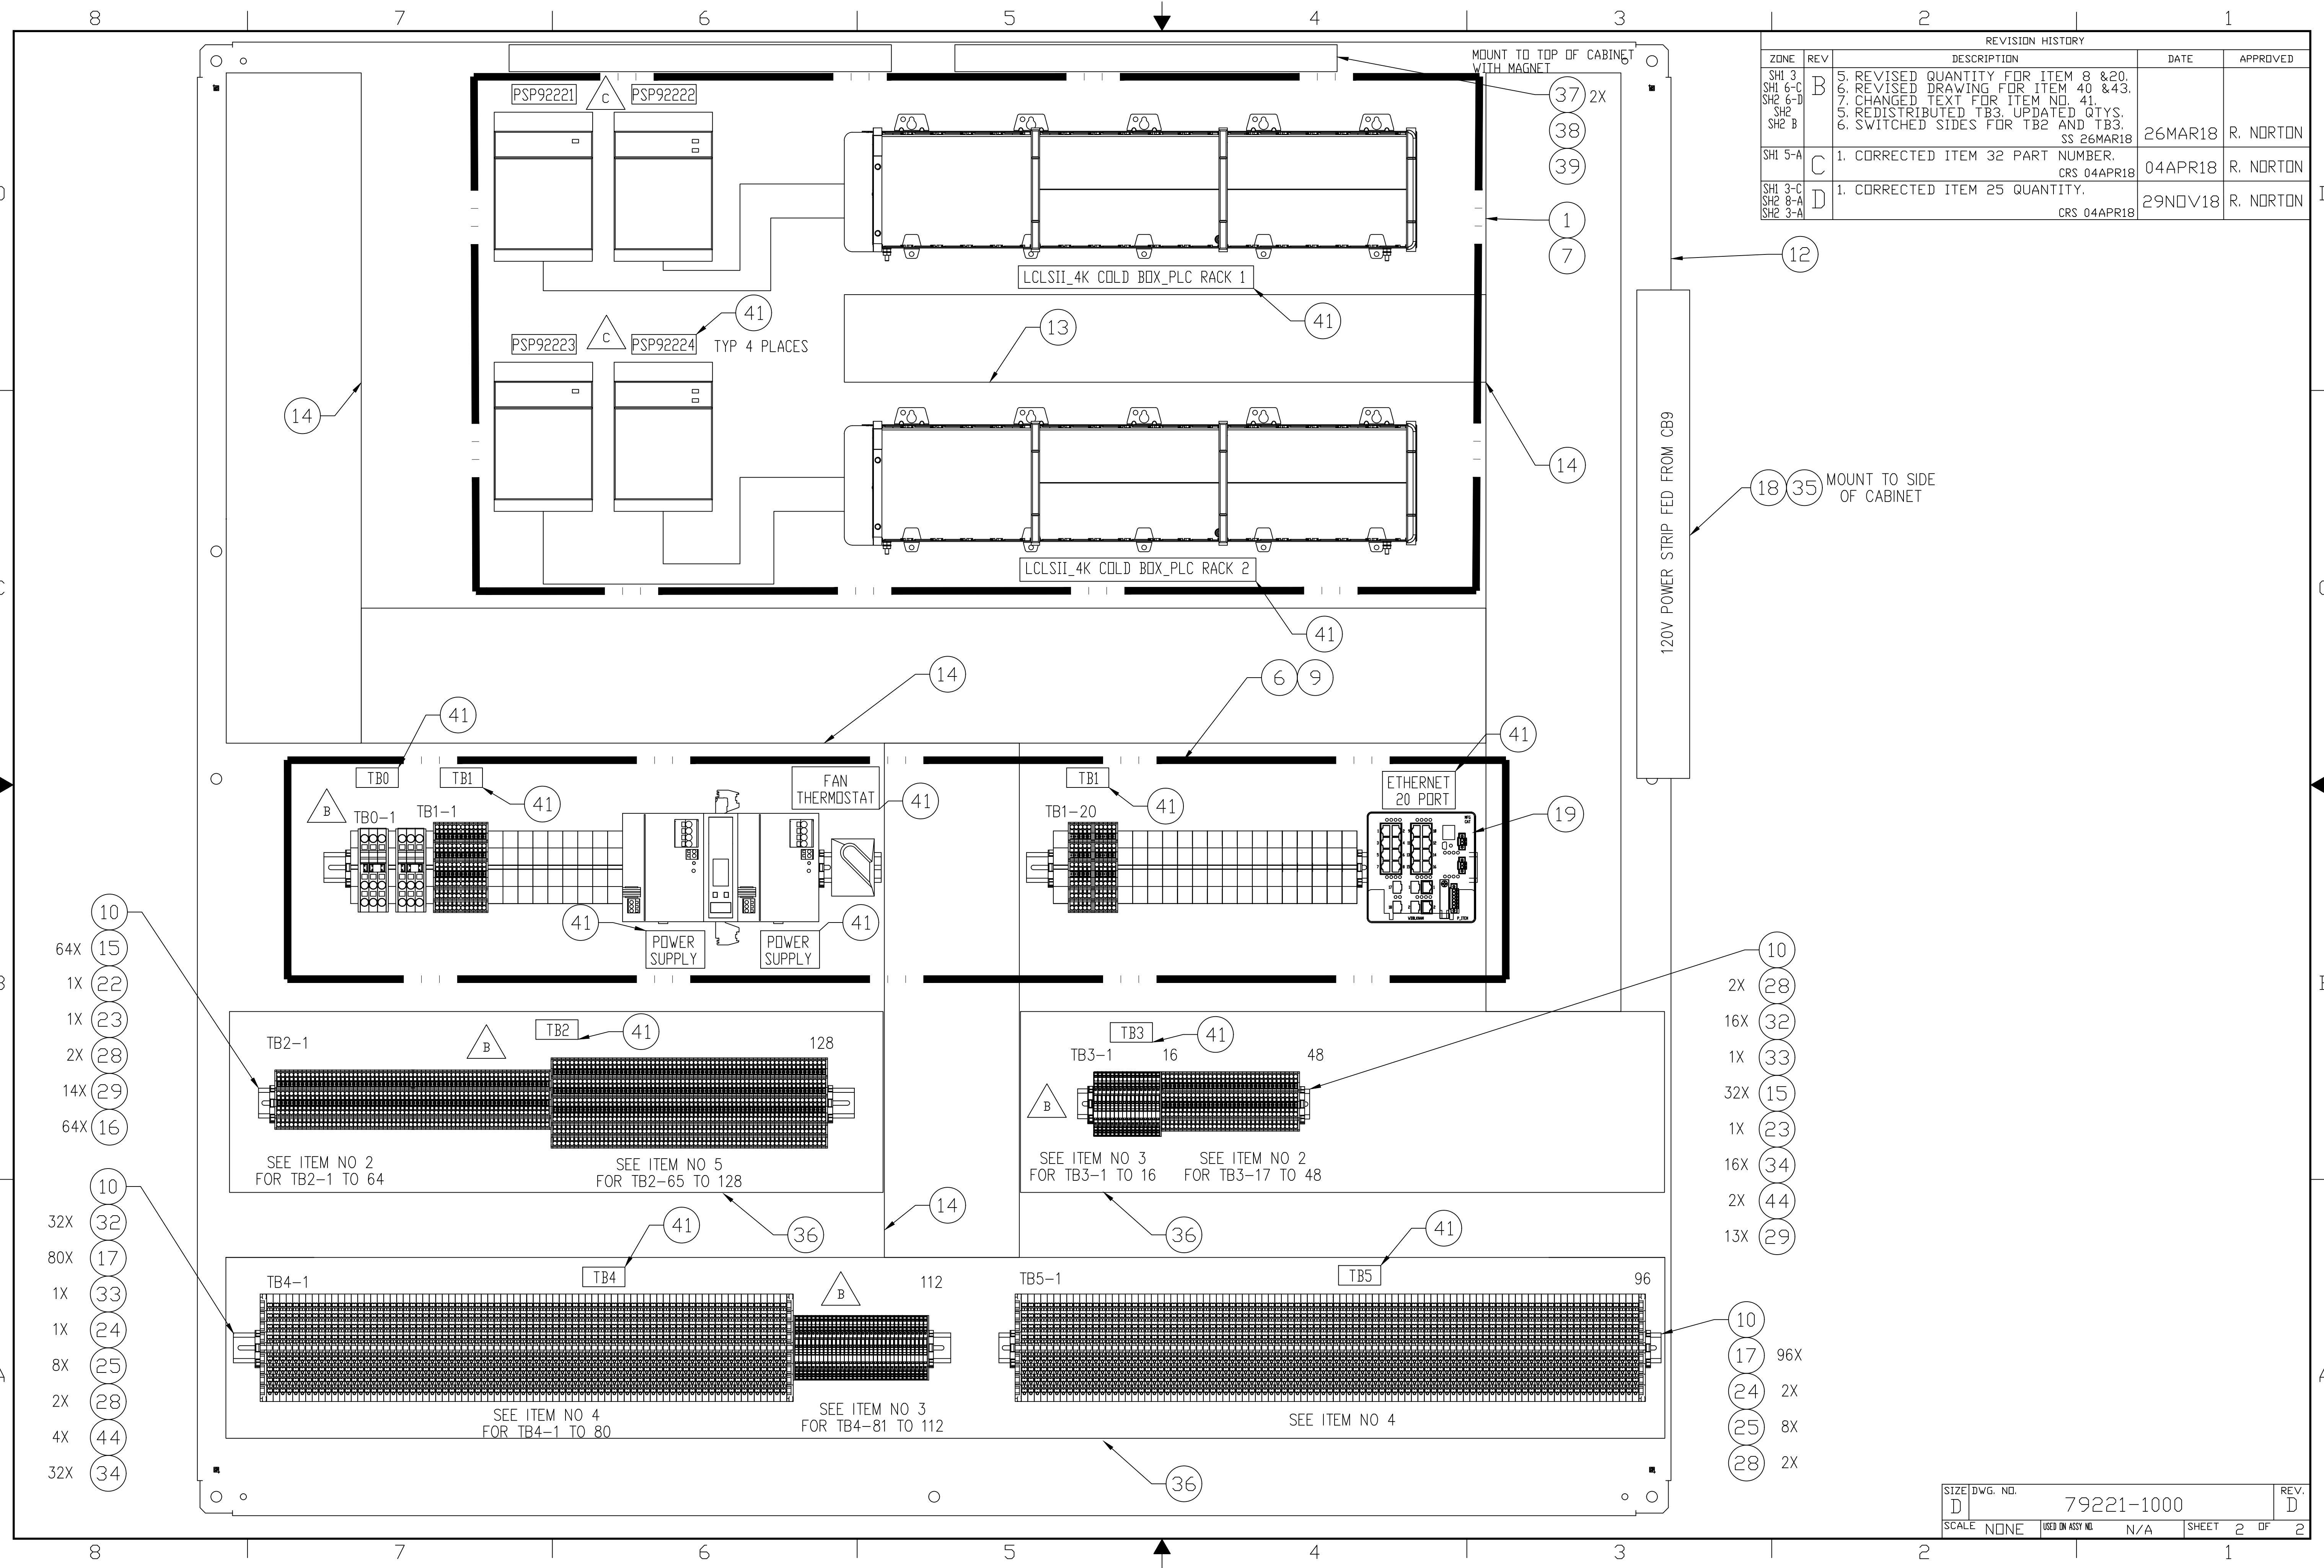 8 7 6 5 4 3 2 1
REVISION HISTORY
ZONE REV DESCRIPTION DATE APPROVED
SH1 3
SH1 6-C
SH2 6-D
SH2
SH2 B
B
5. REVISED QUANTITY FOR ITEM 8 &20.
6. REVISED DRAWING FOR ITEM 40 &43.
7. CHANGED TEXT FOR ITEM NO. 41.
5. REDISTRIBUTED TB3. UPDATED QTYS.
6. SWITCHED SIDES FOR TB2 AND TB3.
SS 26MAR18
26MAR18 R. NORTON
SH1 5-A C 1. CORRECTED ITEM 32 PART NUMBER.
CRS 04APR18
04APR18 R. NORTON
SH1 3-C
SH2 8-A
SH2 3-A
D 1. CORRECTED ITEM 25 QUANTITY.
CRS 04APR18
29NOV18 R. NORTON
MOUNT TO TOP OF CABINET
WITH MAGNET
37 2X
38
39
1
7
12
PSP92221 C PSP92222
LCLSII_4K COLD BOX_PLC RACK 1
41
41
13
PSP92223 C PSP92224 TYP 4 PLACES
14
14
LCLSII_4K COLD BOX_PLC RACK 2
41
120V POWER STRIP FED FROM CB9
18 35 MOUNT TO SIDE
OF CABINET
14
6 9
41
41
TB0 TB1
41
B
TB0-1 TB1-1
FAN
THERMOSTAT
41
TB1
41
TB1-20
ETHERNET
20 PORT
19
41
POWER
SUPPLY
POWER
SUPPLY
41
10
64X 15
1X 22
1X 23
2X 28
14X 29
64X 16
10
2X 28
16X 32
1X 33
32X 15
1X 23
16X 34
2X 44
13X 29
TB2-1 B TB2 41 128
SEE ITEM NO 2
FOR TB2-1 TO 64
SEE ITEM NO 5
FOR TB2-65 TO 128
36
TB3 41
TB3-1 16 48
B
SEE ITEM NO 3
FOR TB3-1 TO 16
SEE ITEM NO 2
FOR TB3-17 TO 48
36
14
10
32X 32
80X 17
1X 33
1X 24
8X 25
2X 28
4X 44
32X 34
41
TB4-1 TB4 B 112
SEE ITEM NO 4
FOR TB4-1 TO 80
SEE ITEM NO 3
FOR TB4-81 TO 112
41
TB5-1 TB5 96
SEE ITEM NO 4
36
10
17 96X
24 2X
25 8X
28 2X
SIZE DWG. NO. REV.
D 79221-1000 D
SCALE NONE USED ON ASSY NO. N/A SHEET 2 OF 2
8 7 6 5 4 3 2 1